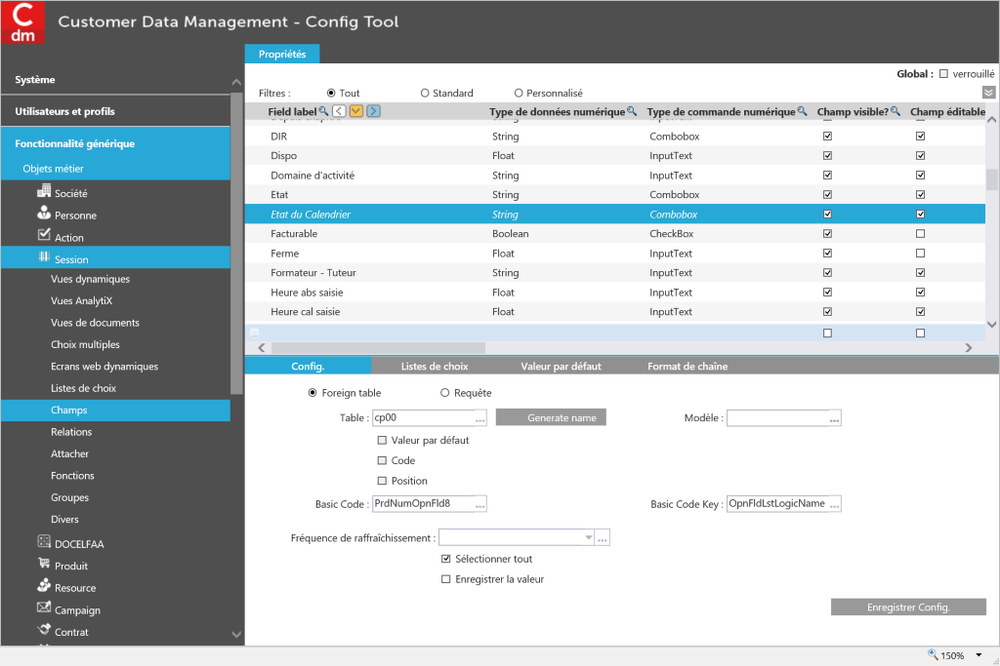 C
dm
Customer Data Management - Config Tool
Système
Utilisateurs et profils
Fonctionnalité générique
Objets métier
Société
Personne
Action
Session
Vues dynamiques
Vues AnalytiX
Vues de documents
Choix multiples
Ecrans web dynamiques
Listes de choix
Champs
Relations
Attacher
Fonctions
Groupes
Divers
DOCELFAA
Produit
Resource
Campaign
Contrat
Propriétés
Global : verrouillé
Filtres : Tout Standard Personnalisé
Field label Type de données numérique Type de commande numérique Champ visible? Champ éditable
DIR String Combobox
Dispo Float InputText
Domaine d'activité String InputText
Etat String Combobox
Etat du Calendrier String Combobox
Facturable Boolean CheckBox
Ferme Float InputText
Formateur - Tuteur String InputText
Heure abs saisie Float InputText
Heure cal saisie Float InputText
Config. Listes de choix Valeur par défaut Format de chaîne
Foreign table Requête
Table : cp00 ... Generate name Modèle : ...
Valeur par défaut
Code
Position
Basic Code : PrdNumOpnFld8 ... Basic Code Key : OpnFldLstLogicName ...
Fréquence de raffraîchissement : ...
Sélectionner tout
Enregistrer la valeur
Enregistrer Config.
150%